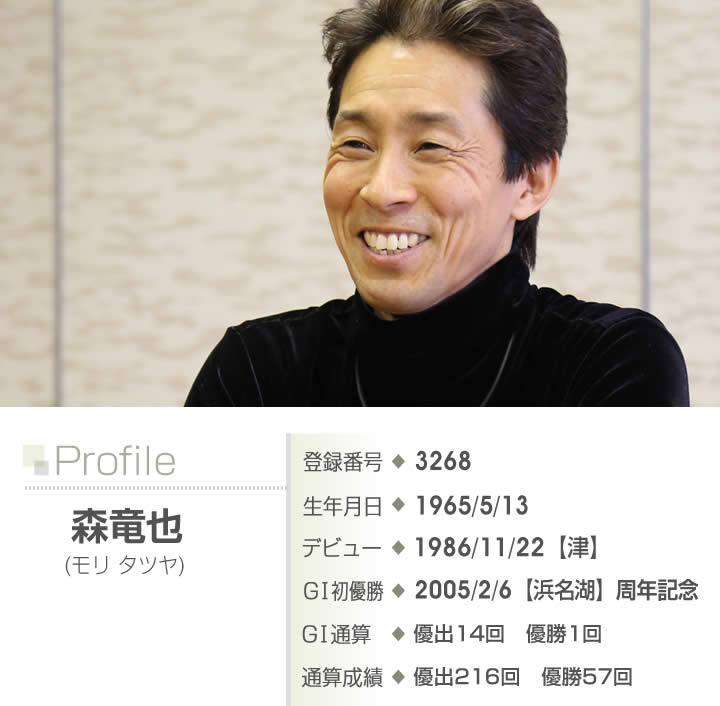 Profile
森竜也
(モリ タツヤ)
登録番号 ◆ 3268
生年月日 ◆ 1965/5/13
デビュー ◆ 1986/11/22【津】
GI初優勝 ◆ 2005/2/6【浜名湖】周年記念
GI通算 ◆ 優出14回　優勝1回
通算成績 ◆ 優出216回　優勝57回